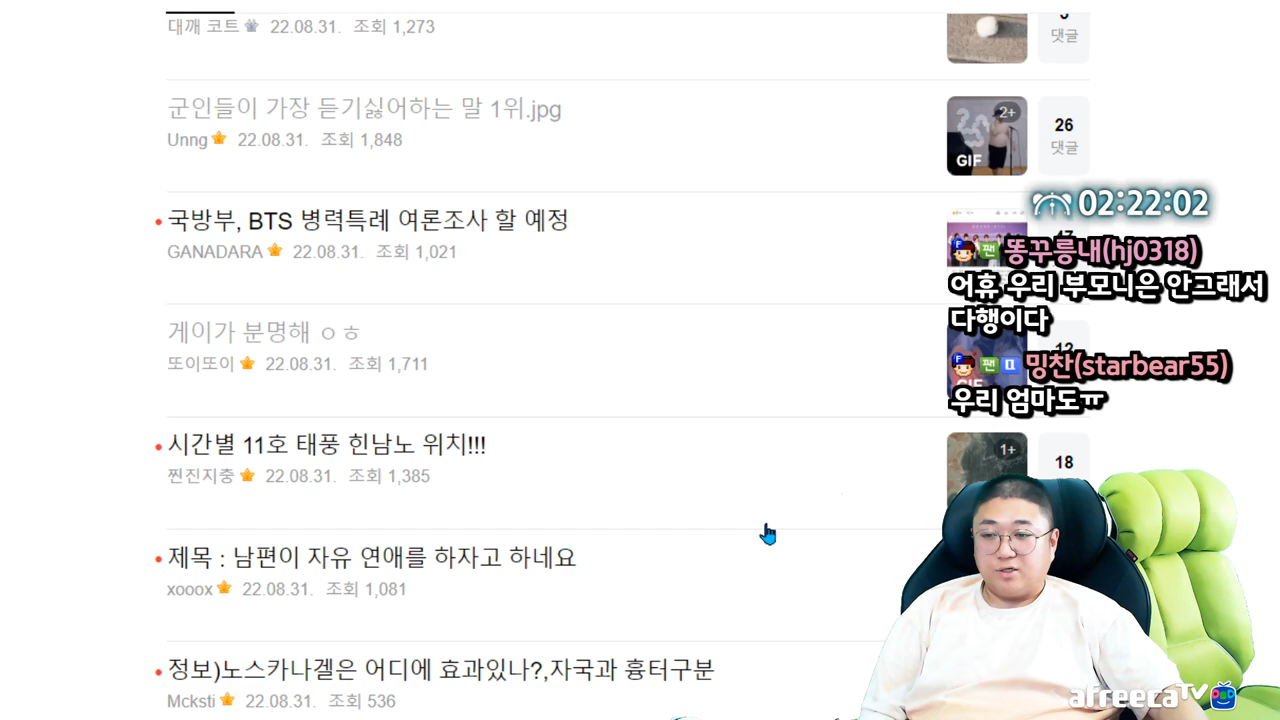 대깨 코트 22.08.31. 조회 1,273
댓글
군인들이 가장 듣기싫어하는 말 1위.jpg
Unng 22.08.31. 조회 1,848
2+
GIF
26
댓글
국방부, BTS 병력특례 여론조사 할 예정
GANADARA 22.08.31. 조회 1,021
02:22:02
F 팬 똥꾸릉내(hj0318)
어휴 우리 부모니은 안그래서
다행이다
게이가 분명해 ㅇㅎ
또이또이 22.08.31. 조회 1,711
F 팬 밍찬(starbear55)
우리 엄마도ㅠ
시간별 11호 태풍 힌남노 위치!!!
찐진지충 22.08.31. 조회 1,385
1+
18
제목 : 남편이 자유 연애를 하자고 하네요
xooox 22.08.31. 조회 1,081
정보)노스카나겔은 어디에 효과있나?,자국과 흉터구분
Mcksti 22.08.31. 조회 536
afreecaTV